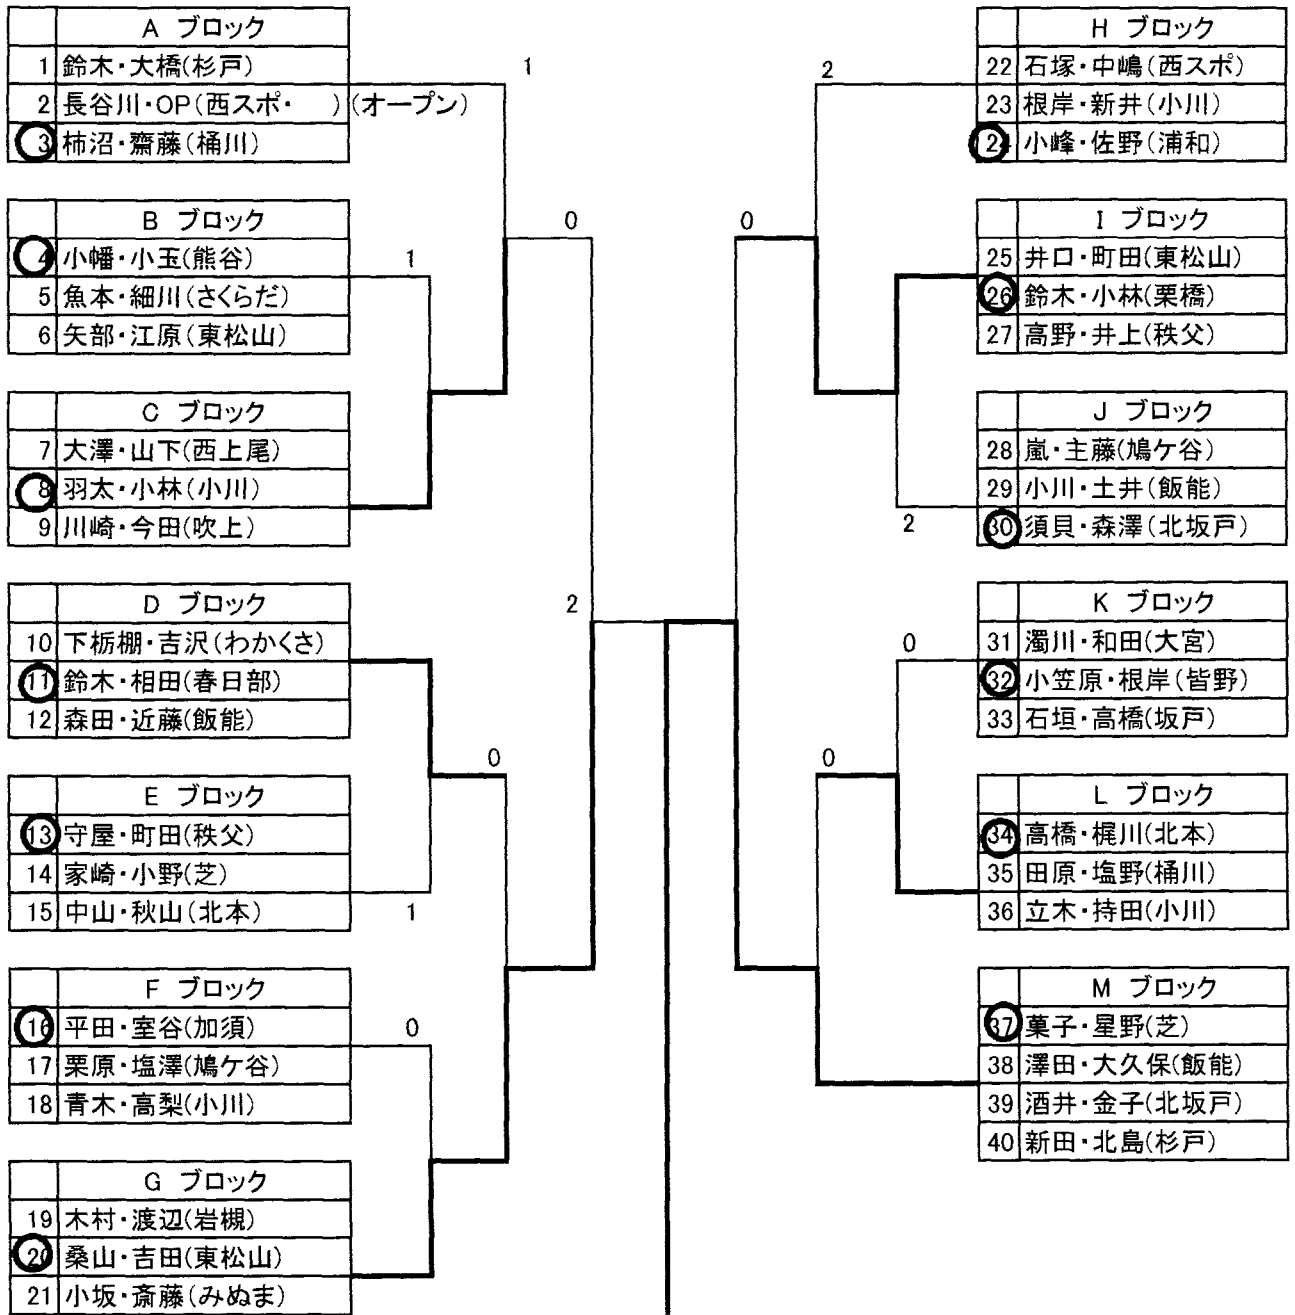 A ブロック
1 鈴木・大橋(杉戸)
2 長谷川・OP(西スポ・　)(オープン)
3 柿沼・齋藤(桶川)
B ブロック
4 小幡・小玉(熊谷)
5 魚本・細川(さくらだ)
6 矢部・江原(東松山)
C ブロック
7 大澤・山下(西上尾)
8 羽太・小林(小川)
9 川崎・今田(吹上)
D ブロック
10 下栃棚・吉沢(わかくさ)
11 鈴木・相田(春日部)
12 森田・近藤(飯能)
E ブロック
13 守屋・町田(秩父)
14 家崎・小野(芝)
15 中山・秋山(北本)
F ブロック
16 平田・室谷(加須)
17 栗原・塩澤(鳩ケ谷)
18 青木・高梨(小川)
G ブロック
19 木村・渡辺(岩槻)
20 桑山・吉田(東松山)
21 小坂・斎藤(みぬま)
1
1
0
2
0
1
0
2
0
2
0
0
H ブロック
22 石塚・中嶋(西スポ)
23 根岸・新井(小川)
24 小峰・佐野(浦和)
I ブロック
25 井口・町田(東松山)
26 鈴木・小林(栗橋)
27 高野・井上(秩父)
J ブロック
28 嵐・主藤(鳩ケ谷)
29 小川・土井(飯能)
30 須貝・森澤(北坂戸)
K ブロック
31 濁川・和田(大宮)
32 小笠原・根岸(皆野)
33 石垣・高橋(坂戸)
L ブロック
34 高橋・梶川(北本)
35 田原・塩野(桶川)
36 立木・持田(小川)
M ブロック
37 菓子・星野(芝)
38 澤田・大久保(飯能)
39 酒井・金子(北坂戸)
40 新田・北島(杉戸)